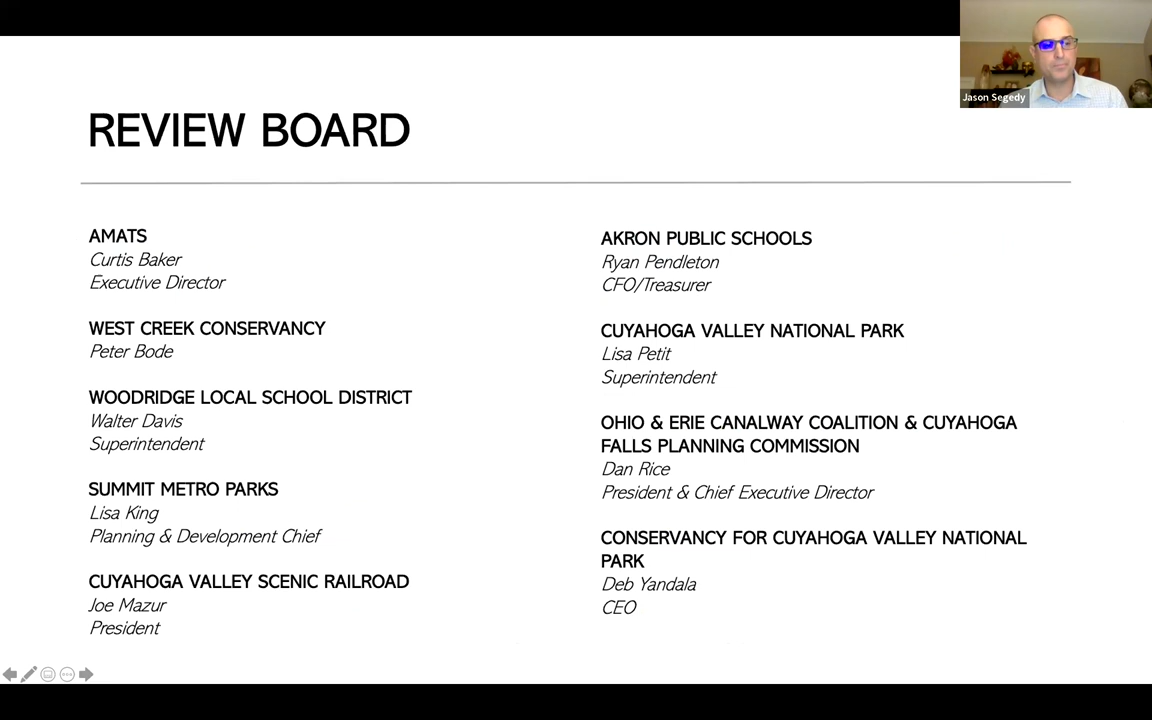 Jason Segedy
REVIEW BOARD
AMATS
Curtis Baker
Executive Director
WEST CREEK CONSERVANCY
Peter Bode
WOODRIDGE LOCAL SCHOOL DISTRICT
Walter Davis
Superintendent
SUMMIT METRO PARKS
Lisa King
Planning & Development Chief
CUYAHOGA VALLEY SCENIC RAILROAD
Joe Mazur
President
AKRON PUBLIC SCHOOLS
Ryan Pendleton
CFO/Treasurer
CUYAHOGA VALLEY NATIONAL PARK
Lisa Petit
Superintendent
OHIO & ERIE CANALWAY COALITION & CUYAHOGA
FALLS PLANNING COMMISSION
Dan Rice
President & Chief Executive Director
CONSERVANCY FOR CUYAHOGA VALLEY NATIONAL
PARK
Deb Yandala
CEO